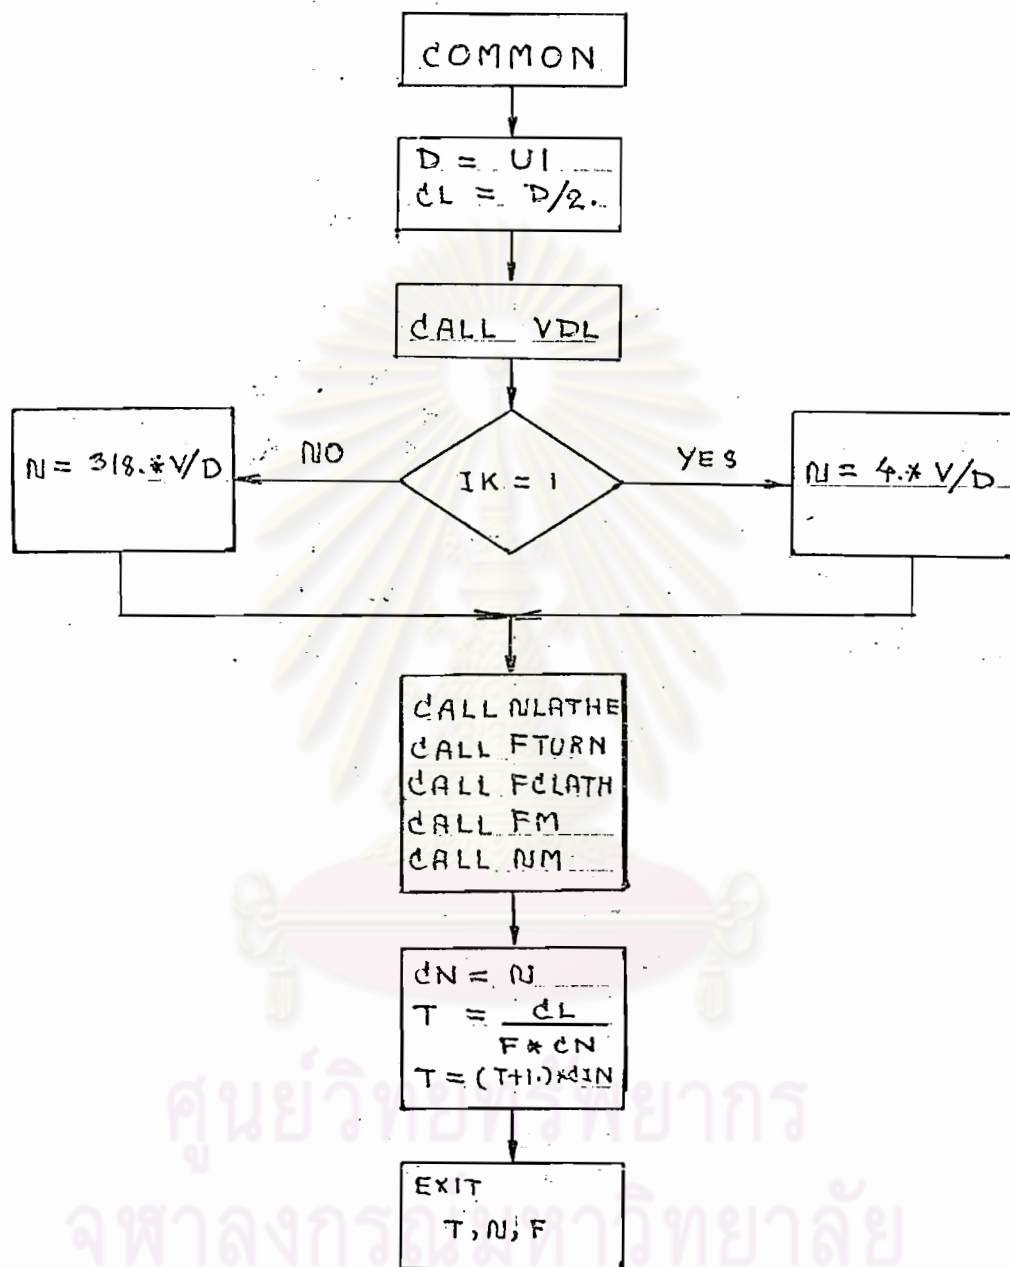 COMMON
D = U1
CL = D/2.
CALL VDL
IK = 1
NO
YES
N = 318.*V/D
N = 4.* V/D
CALL NLATHE
CALL FTURN
CALL FCLATH
CALL FM
CALL NM
CN = N
T = CL
F * CN
T = (T+1.)*CIN
EXIT
T, N, F
ศูนย์วิทยทรัพยากร
จุฬาลงกรณ์มหาวิทยาลัย